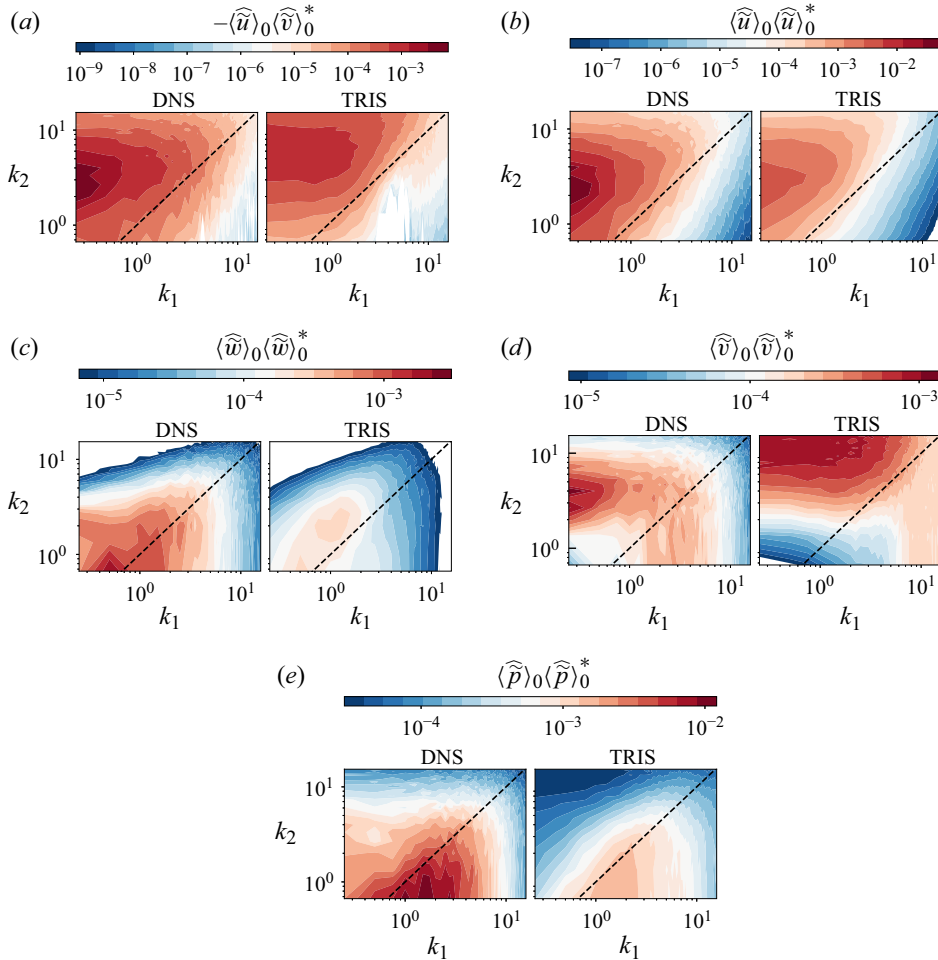 (a) −⟨û̃⟩₀⟨v̂̃⟩₀* (b) ⟨û̃⟩₀⟨û̃⟩₀*
10⁻⁹ 10⁻⁸ 10⁻⁷ 10⁻⁶ 10⁻⁵ 10⁻⁴ 10⁻³ 10⁻⁷ 10⁻⁶ 10⁻⁵ 10⁻⁴ 10⁻³ 10⁻²
DNS TRIS DNS TRIS
10¹ 10¹
k₂ k₂
10⁰ 10⁰
10⁰ 10¹ 10⁰ 10¹ 10⁰ 10¹ 10⁰ 10¹
k₁ k₁ k₁ k₁
(c) ⟨ŵ̃⟩₀⟨ŵ̃⟩₀* (d) ⟨v̂̃⟩₀⟨v̂̃⟩₀*
10⁻⁵ 10⁻⁴ 10⁻³ 10⁻⁵ 10⁻⁴ 10⁻³
DNS TRIS DNS TRIS
10¹ 10¹
k₂ k₂
10⁰ 10⁰
10⁰ 10¹ 10⁰ 10¹ 10⁰ 10¹ 10⁰ 10¹
k₁ k₁ k₁ k₁
(e) ⟨p̂̃⟩₀⟨p̂̃⟩₀*
10⁻⁴ 10⁻³ 10⁻²
DNS TRIS
10¹
k₂
10⁰
10⁰ 10¹ 10⁰ 10¹
k₁ k₁